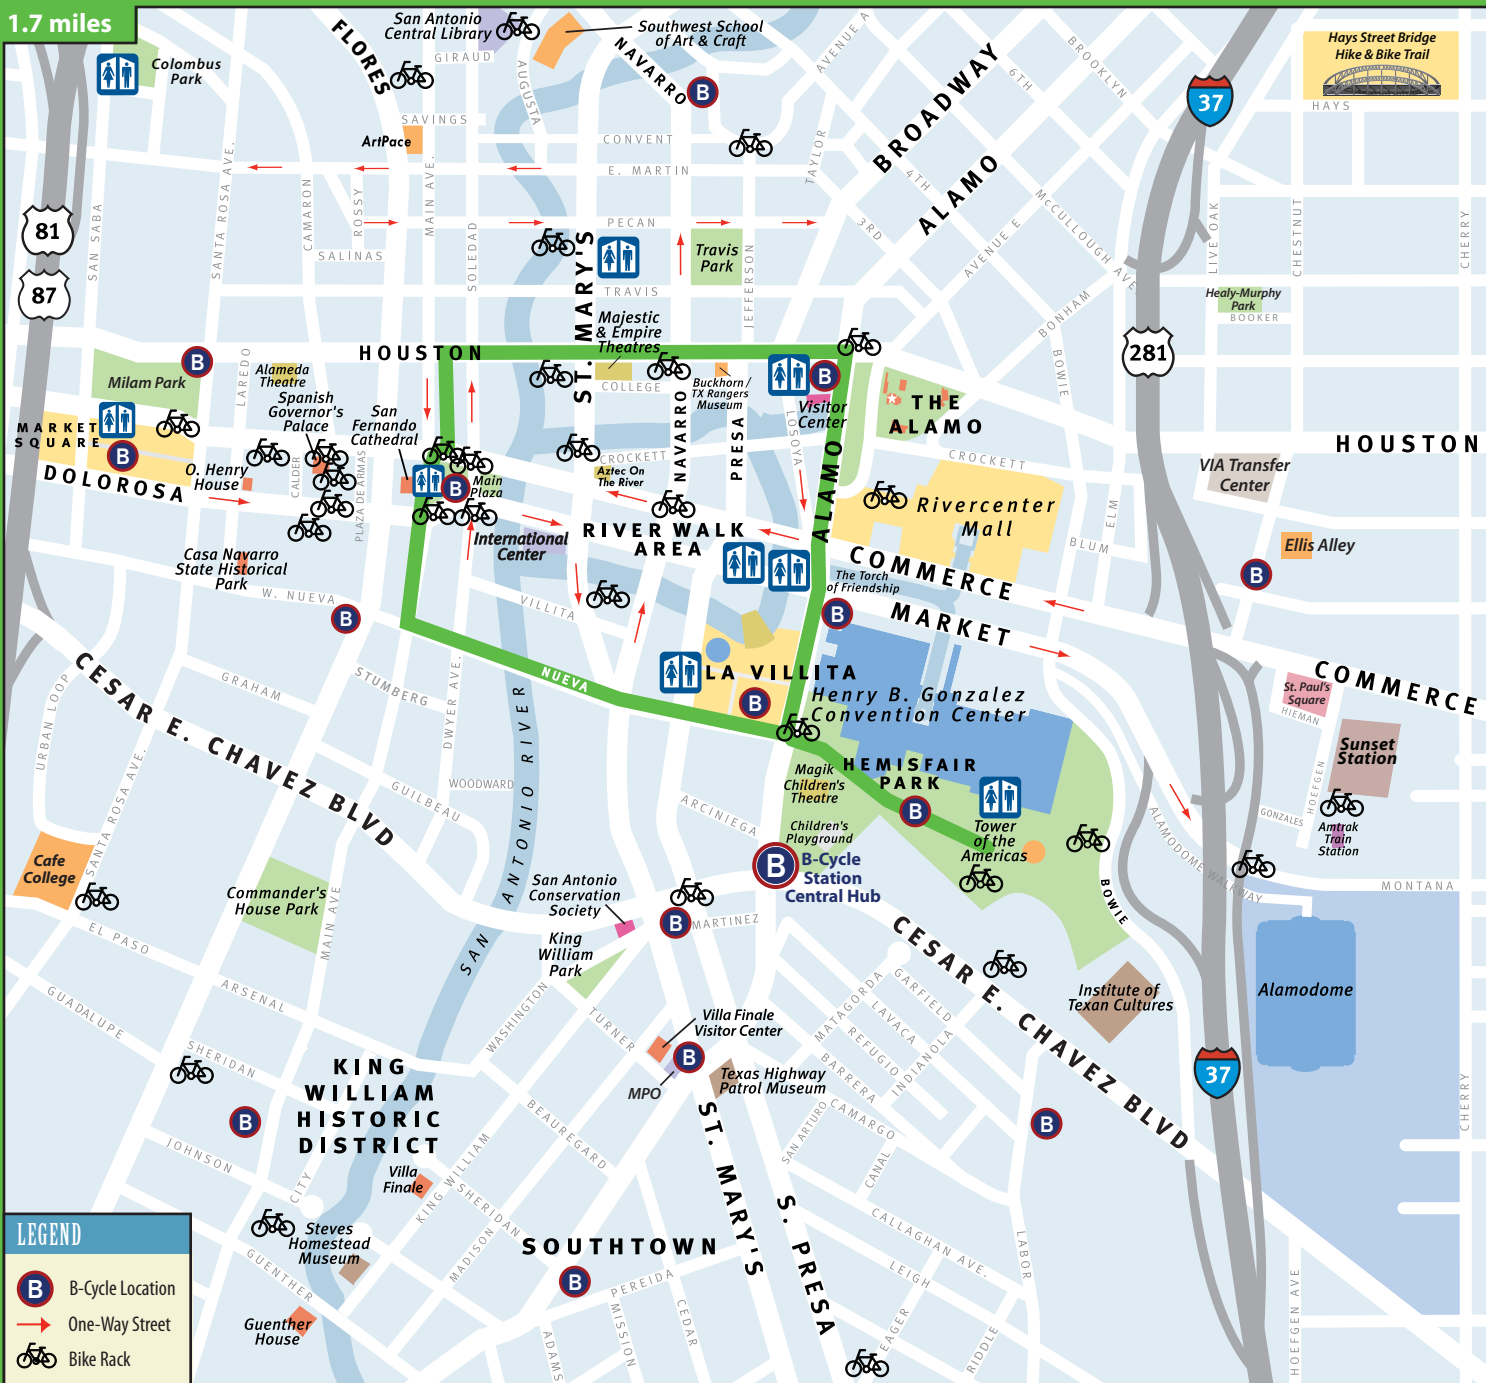 1.7 miles
Colombus
Park
FLORES
San Antonio
Central Library
GIRAUD
AUGUSTA
Southwest School
of Art & Craft
NAVARRO
B
AVENUE A
BROADWAY
6TH
BROOKLYN
37
Hays Street Bridge
Hike & Bike Trail
HAYS
SAVINGS
ArtPace
CONVENT
E. MARTIN
TAYLOR
4TH
ALAMO
3RD
AVENUE E
McCULLOUGH AVE.
LIVE OAK
CHESTNUT
CHERRY
81
87
SAN SABA
SANTA ROSA AVE.
CAMARON
ROSSY
MAIN AVE.
SOLEDAD
SALINAS
PECAN
ST. MARY'S
Travis
Park
JEFFERSON
TRAVIS
BONHAM
BOWIE
281
Healy-Murphy
Park
BOOKER
HOUSTON
Majestic
& Empire
Theatres
COLLEGE
B
Milam Park
LAREDO
Alameda
Theatre
Spanish
Governor's
Palace
San
Fernando
Cathedral
Buckhorn/
TX Rangers
Museum
B
Visitor
Center
LOSOYA
THE
ALAMO
MARKET
SQUARE
B
DOLOROSA
O. Henry
House
CALDER
PLAZA DE ARMAS
B
Main
Plaza
CROCKETT
Aztec On
The River
NAVARRO
PRESA
ALAMO
CROCKETT
HOUSTON
VIA Transfer
Center
Rivercenter
Mall
ELM
BLUM
Ellis Alley
B
Casa Navarro
State Historical
Park
International
Center
RIVER WALK
AREA
COMMERCE
The Torch
of Friendship
B
MARKET
W. NUEVA
B
VILLITA
CESAR E. CHAVEZ BLVD
URBAN LOOP
GRAHAM
STUMBERG
DWYER AVE.
NUEVA
LA VILLITA
B
Henry B. Gonzalez
Convention Center
COMMERCE
St. Paul's
Square
HIEMAN
Sunset
Station
HOEFGEN
GONZALES
Amtrak
Train
Station
SANTA ROSA AVE.
WOODWARD
GUILBEAU
SAN ANTONIO RIVER
ARCINIEGA
Magik
Children's
Theatre
HEMISFAIR
PARK
B
Children's
Playground
Tower
of the
Americas
B
B-Cycle
Station
Central Hub
ALAMODOME WALKWAY
BOWIE
MONTANA
Cafe
College
Commander's
House Park
MAIN AVE
San Antonio
Conservation
Society
B
MARTINEZ
King
William
Park
CESAR E. CHAVEZ BLVD
Institute of
Texan Cultures
Alamodome
EL PASO
GUADALUPE
ARSENAL
SHERIDAN
WASHINGTON
TURNER
Villa Finale
Visitor Center
B
MPO
Texas Highway
Patrol Museum
MATAGORDA
GARFIELD
LAVACA
REFUGIO
BARRERA
INDIANOLA
CAMARGO
SAN ARTURO
CANAL
37
B
KING
WILLIAM
HISTORIC
DISTRICT
B
JOHNSON
CITY
Villa
Finale
KING WILLIAM
SHERIDAN
MADISON
BEAUREGARD
ST. MARY'S
S. PRESA
CALLAGHAN AVE.
LEIGH
EAGER
RIDDLE
LABOR
CHERRY
HOEFGEN AVE
Steves
Homestead
Museum
GUENTHER
Guenther
House
SOUTHTOWN
B
PEREIDA
ADAMS
MISSION
CEDAR
LEGEND
B
B-Cycle Location
One-Way Street
Bike Rack